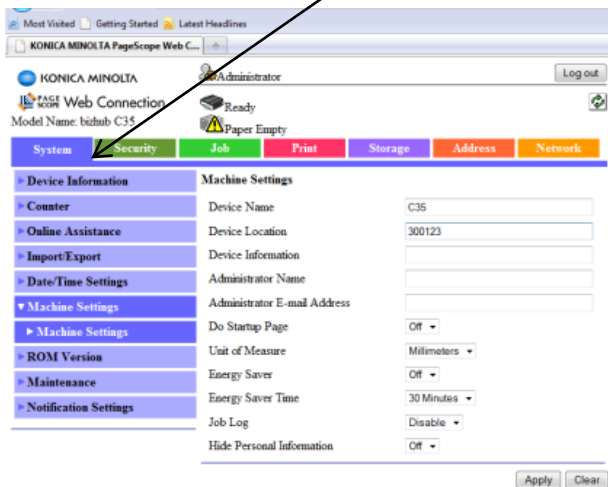 Most Visited Getting Started Latest Headlines
KONICA MINOLTA PageScope Web C...
KONICA MINOLTA
Administrator
Log out
PAGE SCOPE Web Connection
Ready
Model Name: bizhub C35
Paper Empty
System Security Job Print Storage Address Network
Device Information
Counter
Online Assistance
Import/Export
Date/Time Settings
Machine Settings
Machine Settings
ROM Version
Maintenance
Notification Settings
Machine Settings
Device Name C35
Device Location 300123
Device Information
Administrator Name
Administrator E-mail Address
Do Startup Page Off
Unit of Measure Millimeters
Energy Saver Off
Energy Saver Time 30 Minutes
Job Log Disable
Hide Personal Information Off
Apply Clear